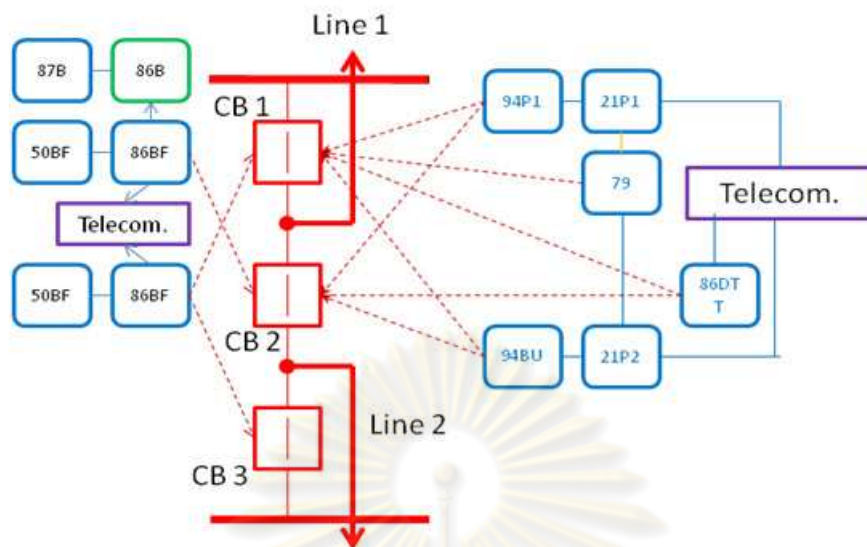 Line 1
87B
86B
CB 1
94P1
21P1
50BF
86BF
79
Telecom.
Telecom.
50BF
86BF
86DT
T
CB 2
94BU
21P2
Line 2
CB 3